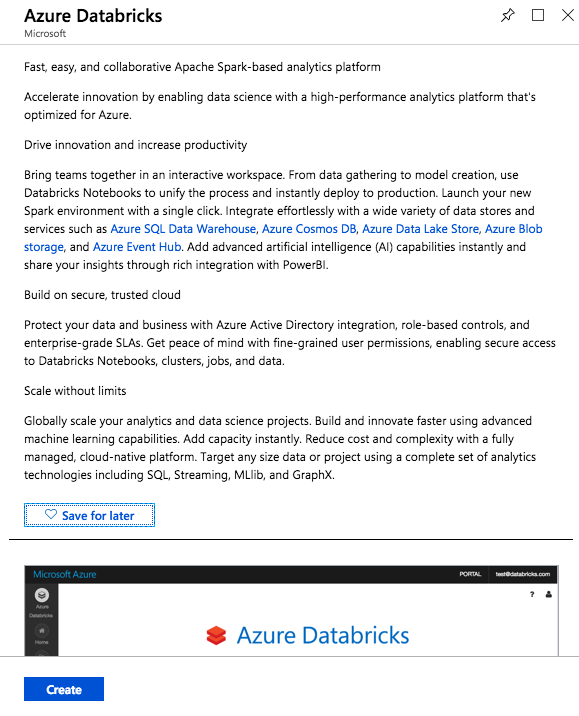 Azure Databricks
Microsoft
Fast, easy, and collaborative Apache Spark-based analytics platform
Accelerate innovation by enabling data science with a high-performance analytics platform that's
optimized for Azure.
Drive innovation and increase productivity
Bring teams together in an interactive workspace. From data gathering to model creation, use
Databricks Notebooks to unify the process and instantly deploy to production. Launch your new
Spark environment with a single click. Integrate effortlessly with a wide variety of data stores and
services such as Azure SQL Data Warehouse, Azure Cosmos DB, Azure Data Lake Store, Azure Blob
storage, and Azure Event Hub. Add advanced artificial intelligence (AI) capabilities instantly and
share your insights through rich integration with PowerBI.
Build on secure, trusted cloud
Protect your data and business with Azure Active Directory integration, role-based controls, and
enterprise-grade SLAs. Get peace of mind with fine-grained user permissions, enabling secure access
to Databricks Notebooks, clusters, jobs, and data.
Scale without limits
Globally scale your analytics and data science projects. Build and innovate faster using advanced
machine learning capabilities. Add capacity instantly. Reduce cost and complexity with a fully
managed, cloud-native platform. Target any size data or project using a complete set of analytics
technologies including SQL, Streaming, MLlib, and GraphX.
Save for later
Microsoft Azure
PORTAL
test@databricks.com
?
Azure
Databricks
Home
Azure Databricks
Create